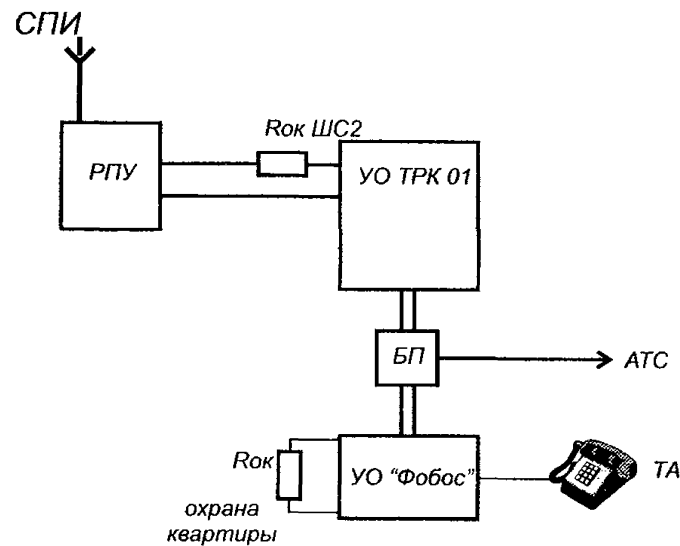 СПИ
Rок ШС2
РПУ
УО ТРК 01
БП
АТС
Rок
УО "Фобос"
ТА
охрана
квартиры